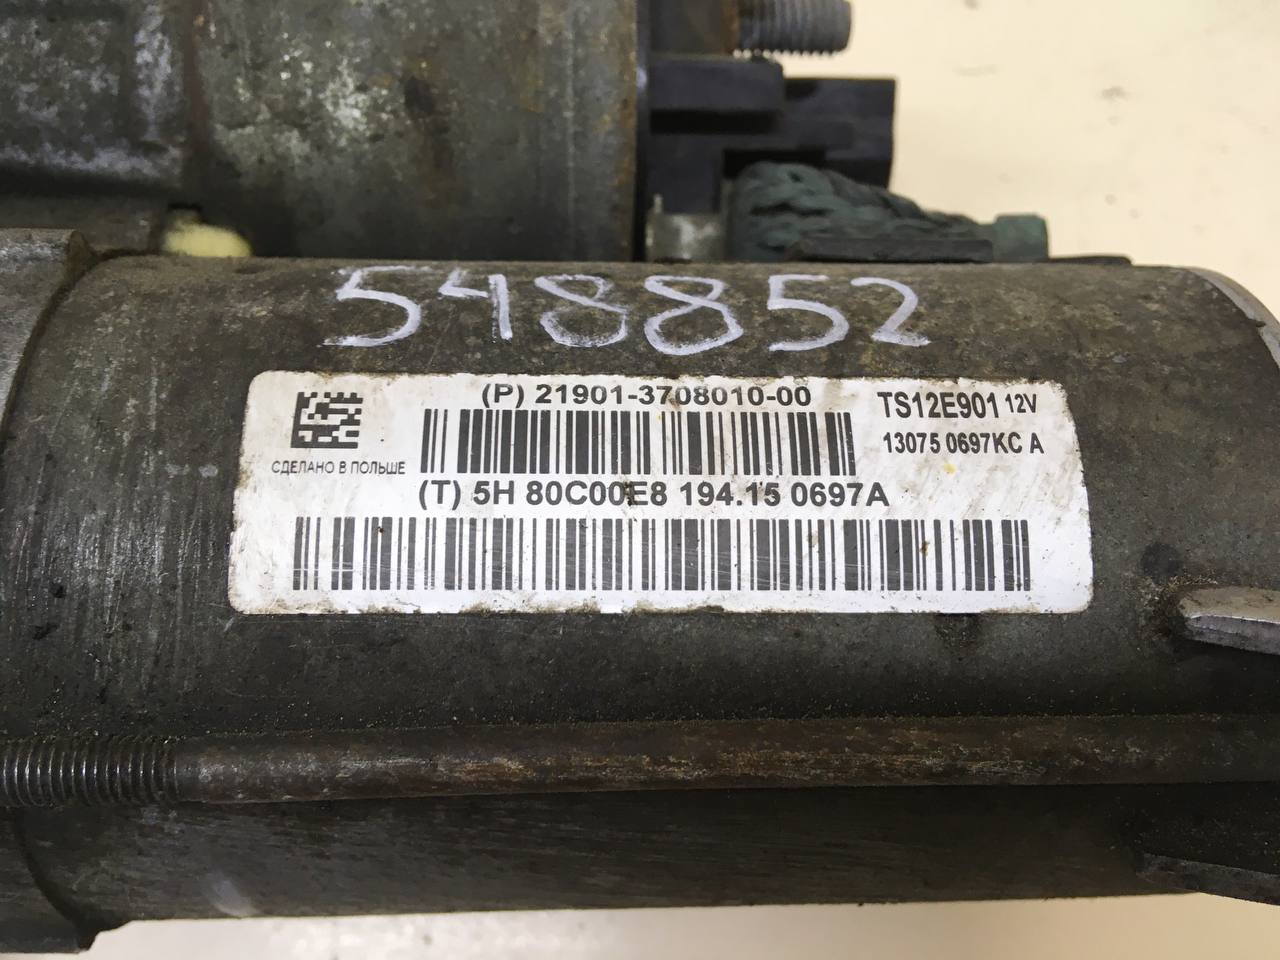 548852
(P) 21901-3708010-00
TS12E901 12V
13075 0697KC A
СДЕЛАНО В ПОЛЬШЕ
(T) 5H 80C00E8 194.15 0697A